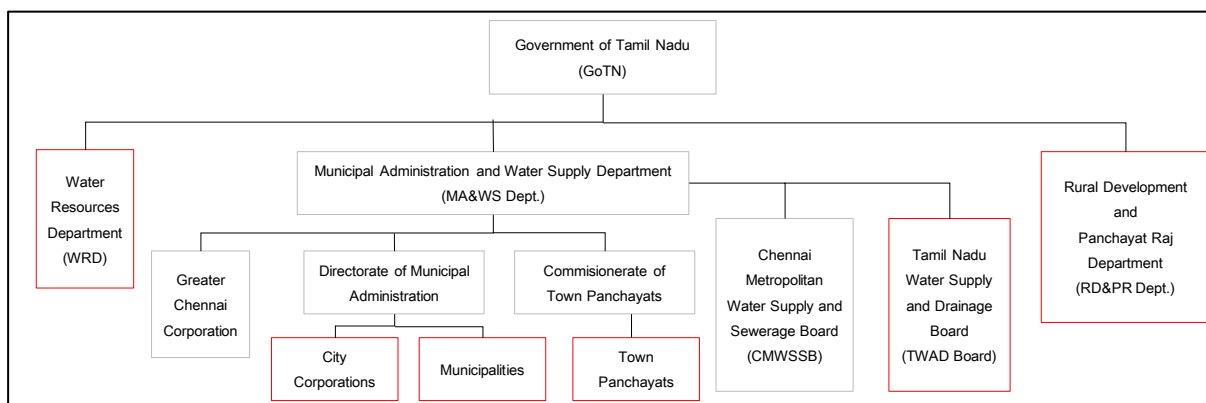 Government of Tamil Nadu
(GoTN)
Water
Resources
Department
(WRD)
Municipal Administration and Water Supply Department
(MA&WS Dept.)
Rural Development
and
Panchayat Raj
Department
(RD&PR Dept.)
Greater
Chennai
Corporation
Directorate of Municipal
Administration
Commisionerate of
Town Panchayats
Chennai
Metropolitan
Water Supply and
Sewerage Board
(CMWSSB)
Tamil Nadu
Water Supply
and Drainage
Board
(TWAD Board)
City
Corporations
Municipalities
Town
Panchayats